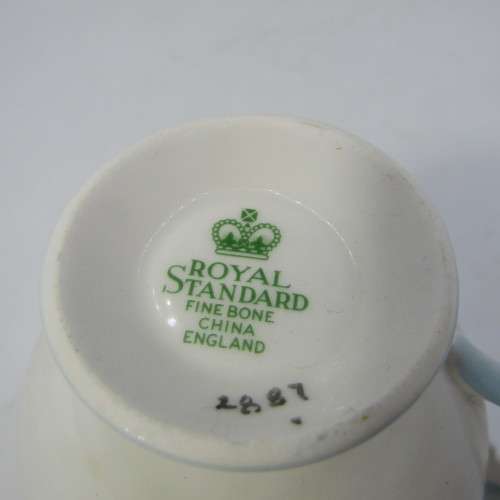 ROYAL
STANDARD
FINE BONE
CHINA
ENGLAND
2887